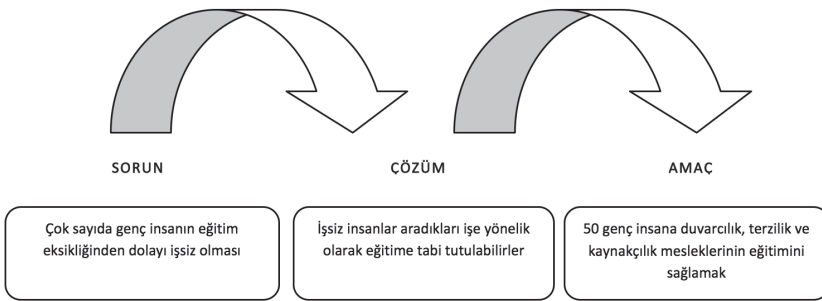 SORUN
ÇÖZÜM
AMAÇ
Çok sayıda genç insanın eğitim
eksikliğinden dolayı işsiz olması
İşsiz insanlar aradıkları işe yönelik
olarak eğitime tabi tutulabilirler
50 genç insana duvarcılık, terzilik ve
kaynakçılık mesleklerinin eğitimini
sağlamak